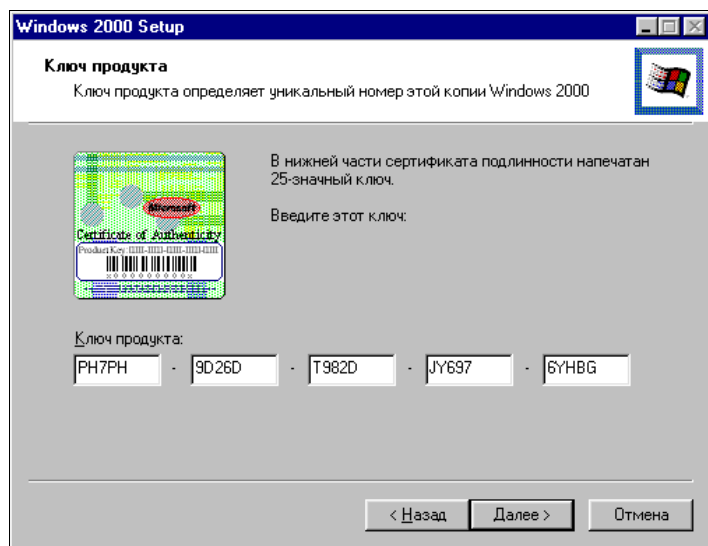 Windows 2000 Setup
Ключ продукта
Ключ продукта определяет уникальный номер этой копии Windows 2000
В нижней части сертификата подлинности напечатан
25-значный ключ.
Введите этот ключ:
Microsoft
Certificate of Authenticity
Product Key:
Ключ продукта:
PH7PH - 9D26D - T982D - JY697 - 6YHBG
< Назад Далее > Отмена